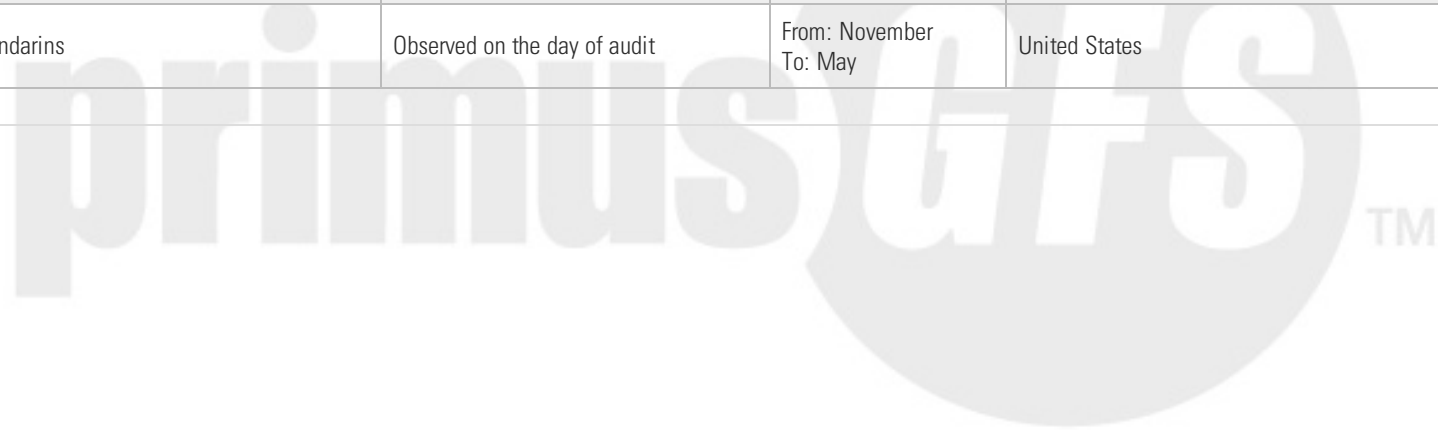 ndarins
Observed on the day of audit
From: November
To: May
United States
primusGFS TM